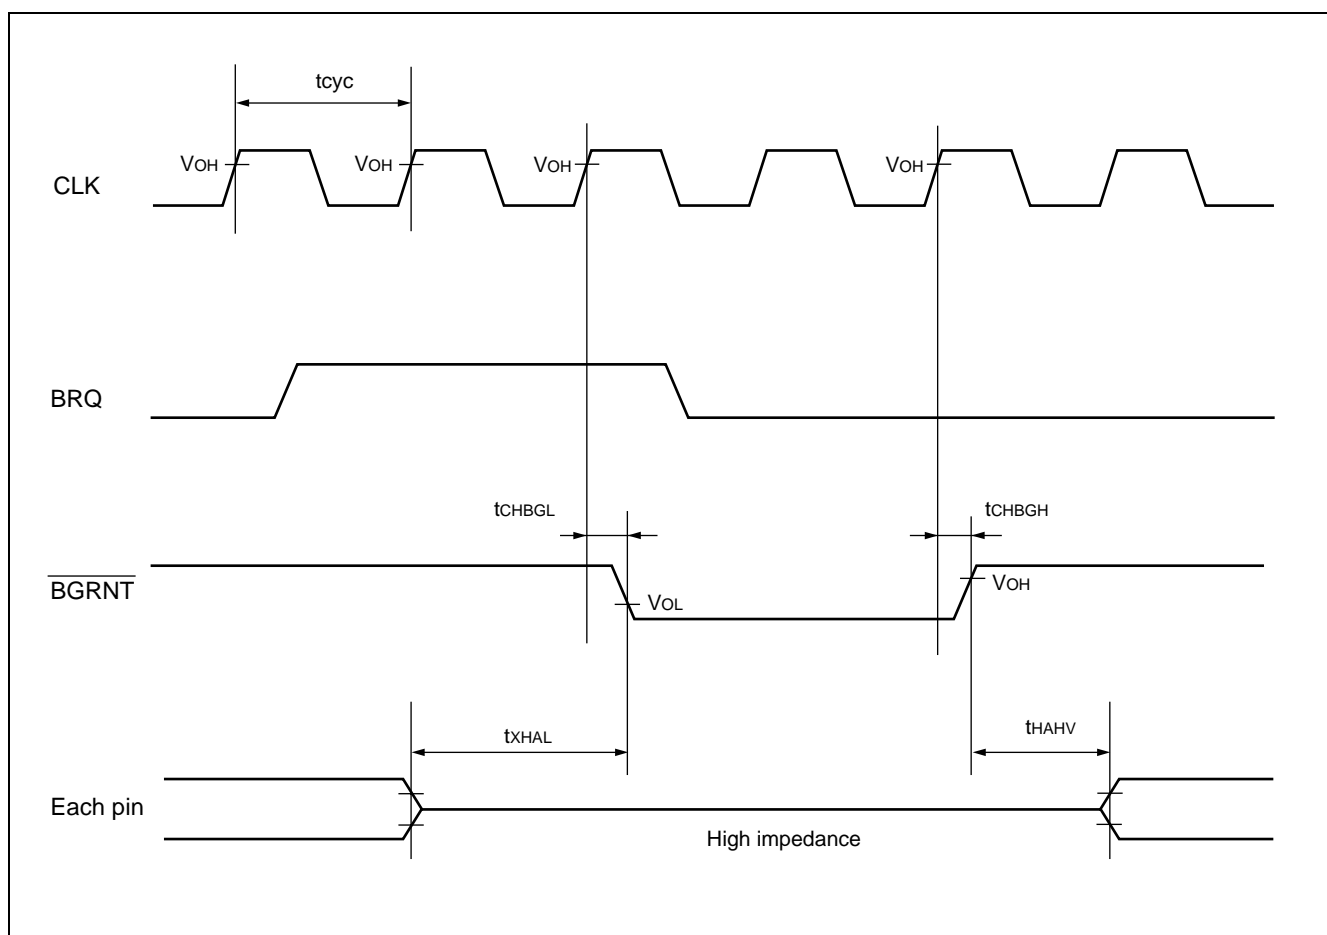 tcyc
VOH
VOH
VOH
VOH
CLK
BRQ
tCHBGL
tCHBGH
BGRNT
VOL
VOH
tXHAL
tHAHV
Each pin
High impedance